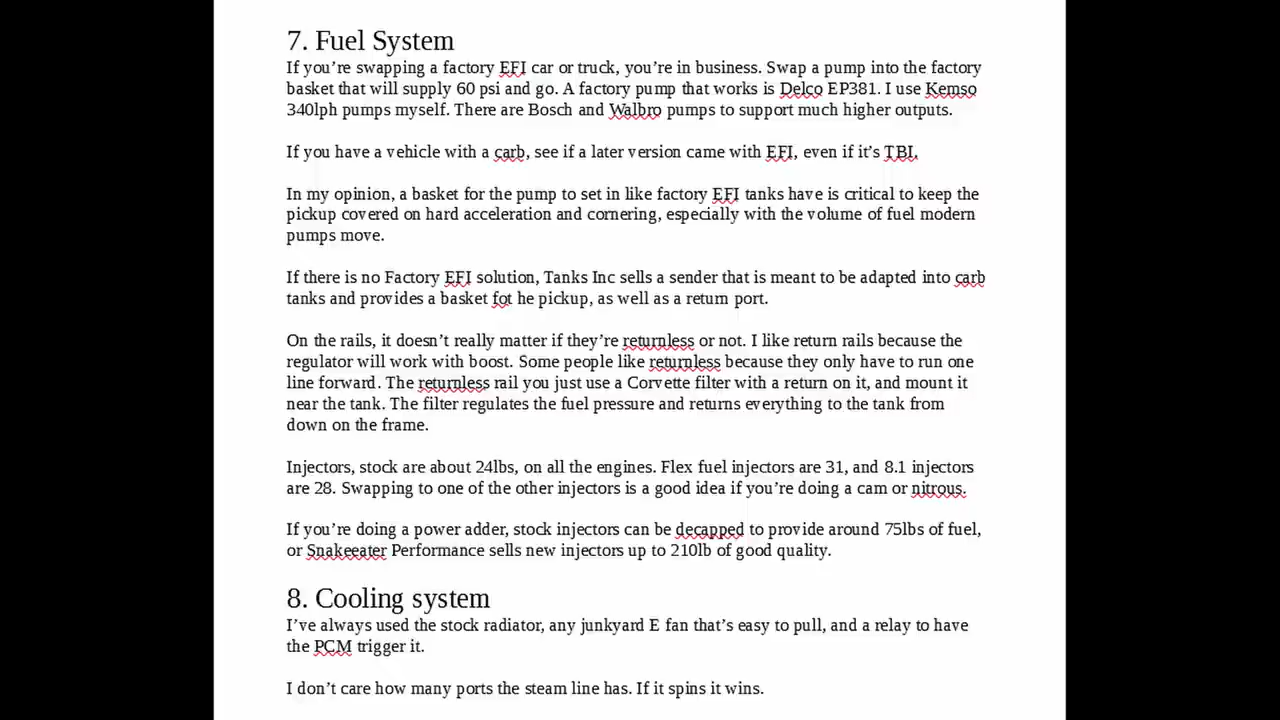 7. Fuel System
If you’re swapping a factory EFI car or truck, you’re in business. Swap a pump into the factory
basket that will supply 60 psi and go. A factory pump that works is Delco EP381. I use Kemso
340lph pumps myself. There are Bosch and Walbro pumps to support much higher outputs.
If you have a vehicle with a carb, see if a later version came with EFI, even if it’s TBI.
In my opinion, a basket for the pump to set in like factory EFI tanks have is critical to keep the
pickup covered on hard acceleration and cornering, especially with the volume of fuel modern
pumps move.
If there is no Factory EFI solution, Tanks Inc sells a sender that is meant to be adapted into carb
tanks and provides a basket fot he pickup, as well as a return port.
On the rails, it doesn’t really matter if they’re returnless or not. I like return rails because the
regulator will work with boost. Some people like returnless because they only have to run one
line forward. The returnless rail you just use a Corvette filter with a return on it, and mount it
near the tank. The filter regulates the fuel pressure and returns everything to the tank from
down on the frame.
Injectors, stock are about 24lbs, on all the engines. Flex fuel injectors are 31, and 8.1 injectors
are 28. Swapping to one of the other injectors is a good idea if you’re doing a cam or nitrous.
If you’re doing a power adder, stock injectors can be decapped to provide around 75lbs of fuel,
or Snakeeater Performance sells new injectors up to 210lb of good quality.
8. Cooling system
I’ve always used the stock radiator, any junkyard E fan that’s easy to pull, and a relay to have
the PCM trigger it.
I don’t care how many ports the steam line has. If it spins it wins.